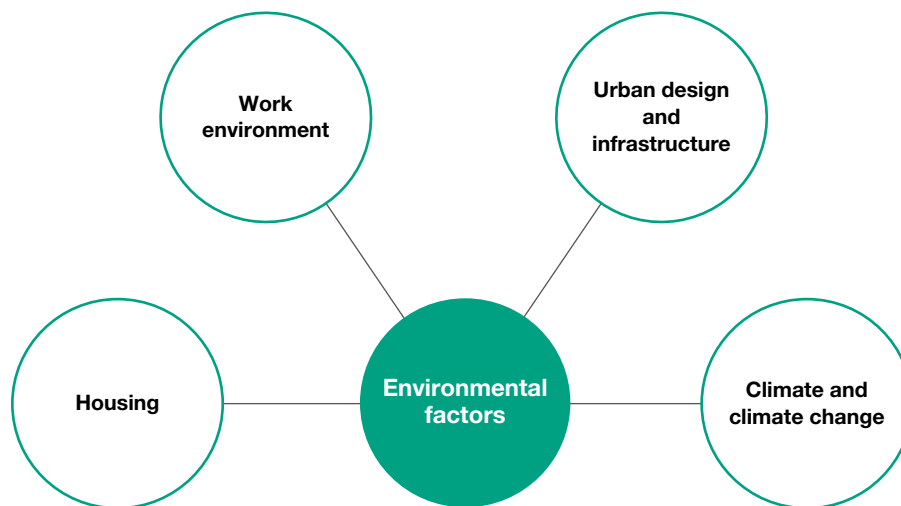 Work
environment
Urban design
and
infrastructure
Housing
Environmental
factors
Climate and
climate change